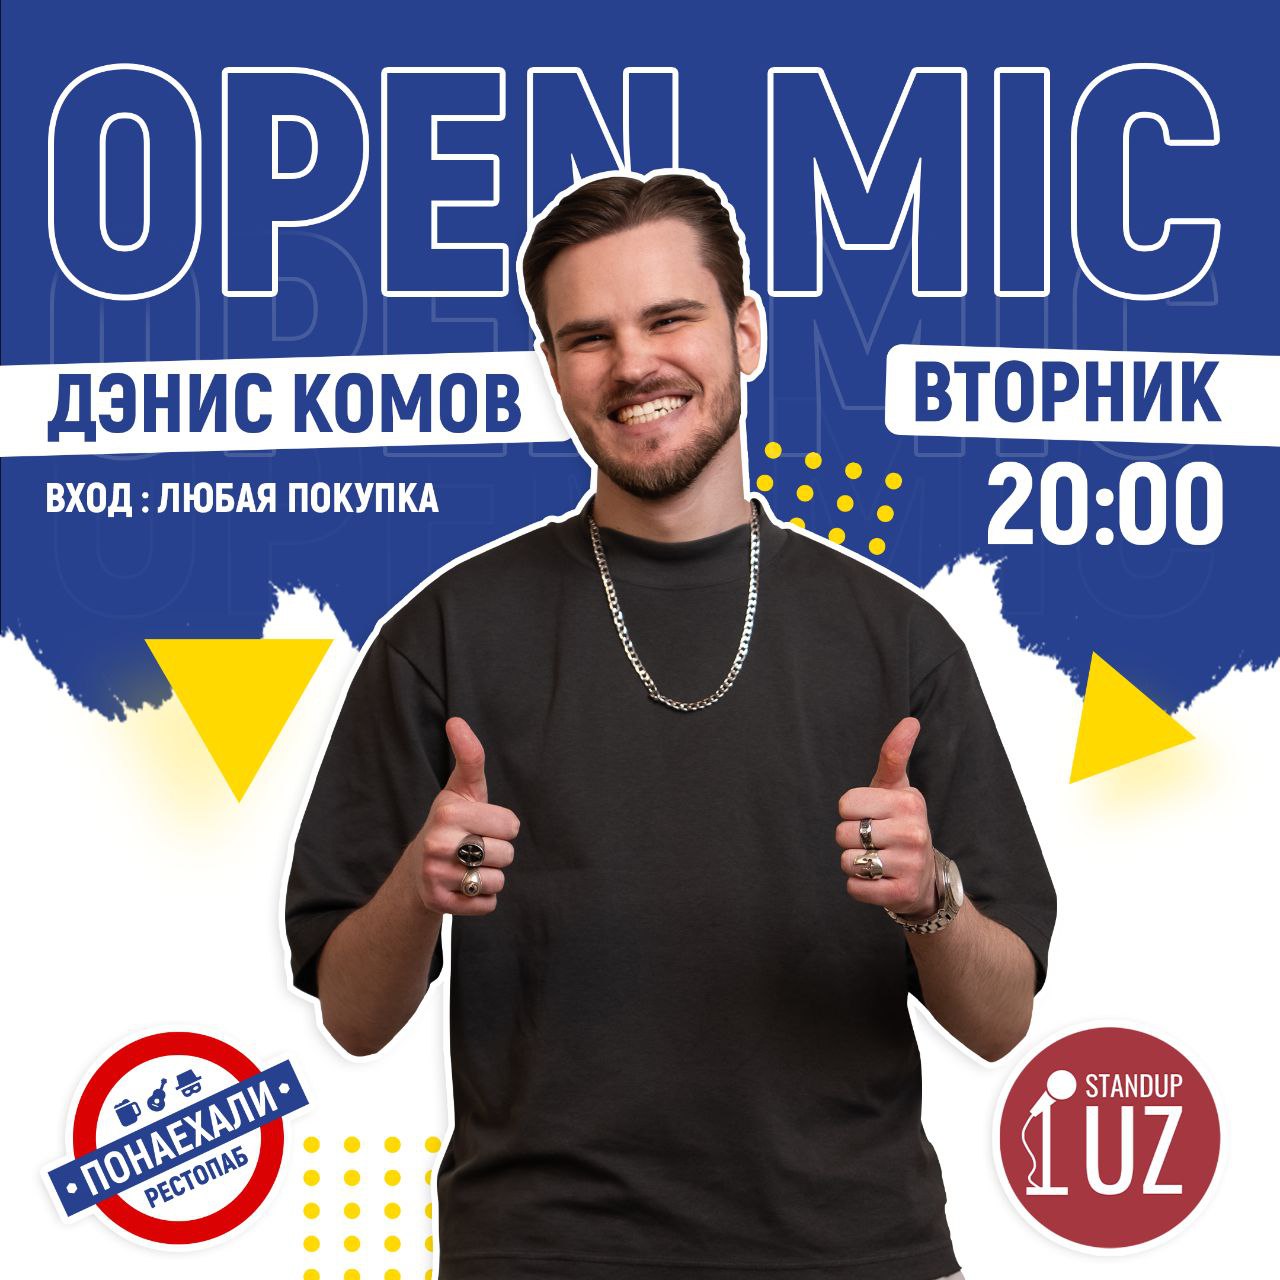 OPEN MIC
ДЭНИС КОМОВ
ВТОРНИК
ВХОД : ЛЮБАЯ ПОКУПКА
20:00
ПОНАЕХАЛИ
РЕСТОПАБ
STANDUP
UZ